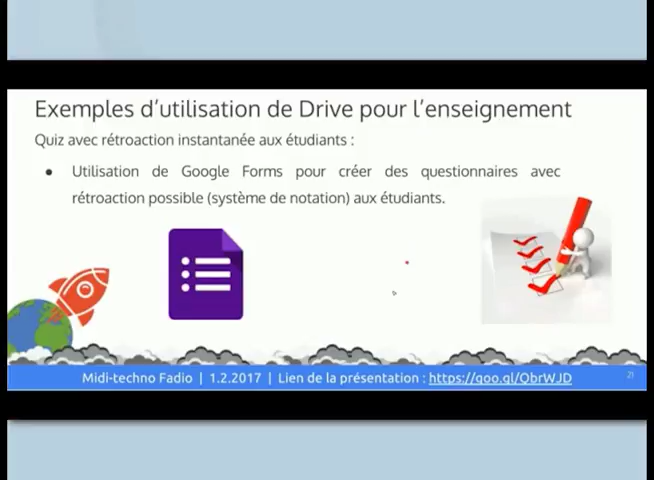 Exemples d'utilisation de Drive pour l'enseignement
Quiz avec rétroaction instantanée aux étudiants :
• Utilisation de Google Forms pour créer des questionnaires avec
rétroaction possible (système de notation) aux étudiants.
Midi-techno Fadio | 1.2.2017 | Lien de la présentation : https://goo.gl/QbrWJD
21